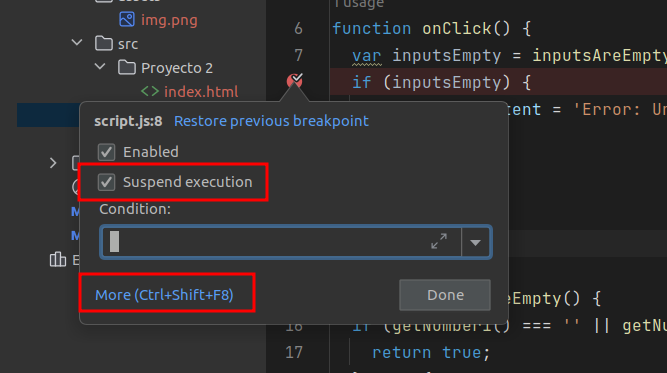 1 usage
assets
img.png
src
Proyecto 2
<> index.html
6 function onClick() {
7 var inputsEmpty = inputsAreEmpty
if (inputsEmpty) {
tent = 'Error: Un
script.js:8 Restore previous breakpoint
Enabled
Suspend execution
Condition:
More (Ctrl+Shift+F8)
Done
eEmpty() {
16 if (getNumber1() === '' || getNu
17 return true;